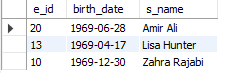 e_id birth_date s_name
20 1969-06-28 Amir Ali
13 1969-04-17 Lisa Hunter
10 1969-12-30 Zahra Rajabi